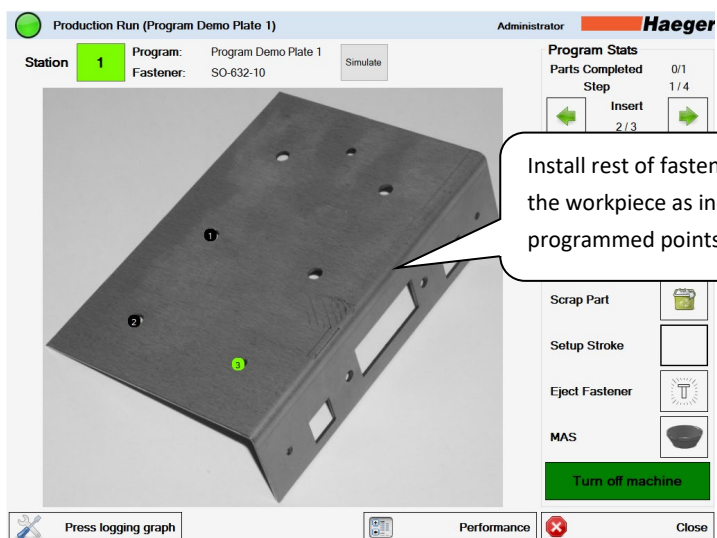 Production Run (Program Demo Plate 1)
Administrator
Haeger
Station
1
Program:
Program Demo Plate 1
Fastener:
SO-632-10
Simulate
Program Stats
Parts Completed
0/1
Step
1 / 4
Insert
2 / 3
Install rest of
the workpiece as
programmed
1
2
3
Scrap Part
Setup Stroke
Eject Fastener
T
MAS
Turn off machine
Press logging graph
Performance
Close